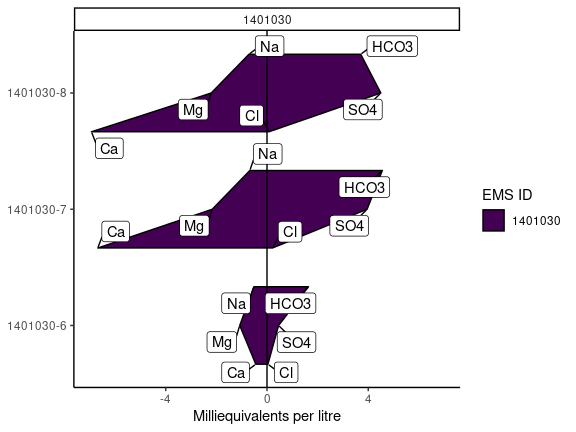 1401030
Na
HCO3
1401030-8
Mg
Cl
SO4
Ca
Na
HCO3
1401030-7
Ca
Mg
Cl
SO4
Na
HCO3
1401030-6
Mg
SO4
Ca
Cl
-4
0
4
Milliequivalents per litre
EMS ID
1401030